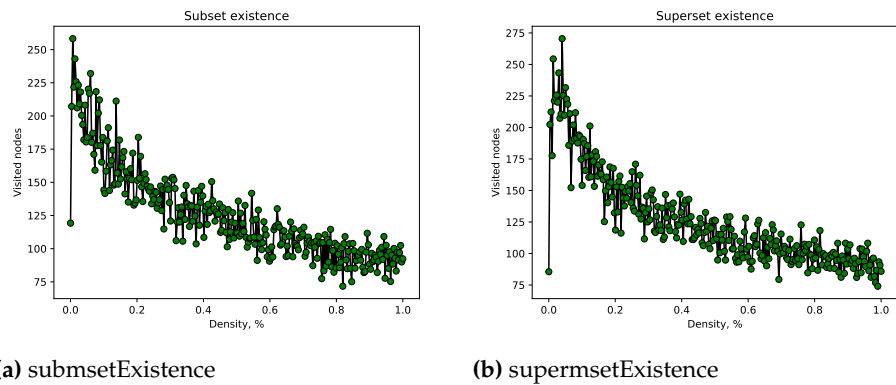 Subset existence
250
225
200
175
150
125
100
75
Visited nodes
0.0 0.2 0.4 0.6 0.8 1.0
Density, %
(a) submsetExistence
Superset existence
275
250
225
200
175
150
125
100
75
Visited nodes
0.0 0.2 0.4 0.6 0.8 1.0
Density, %
(b) supermsetExistence